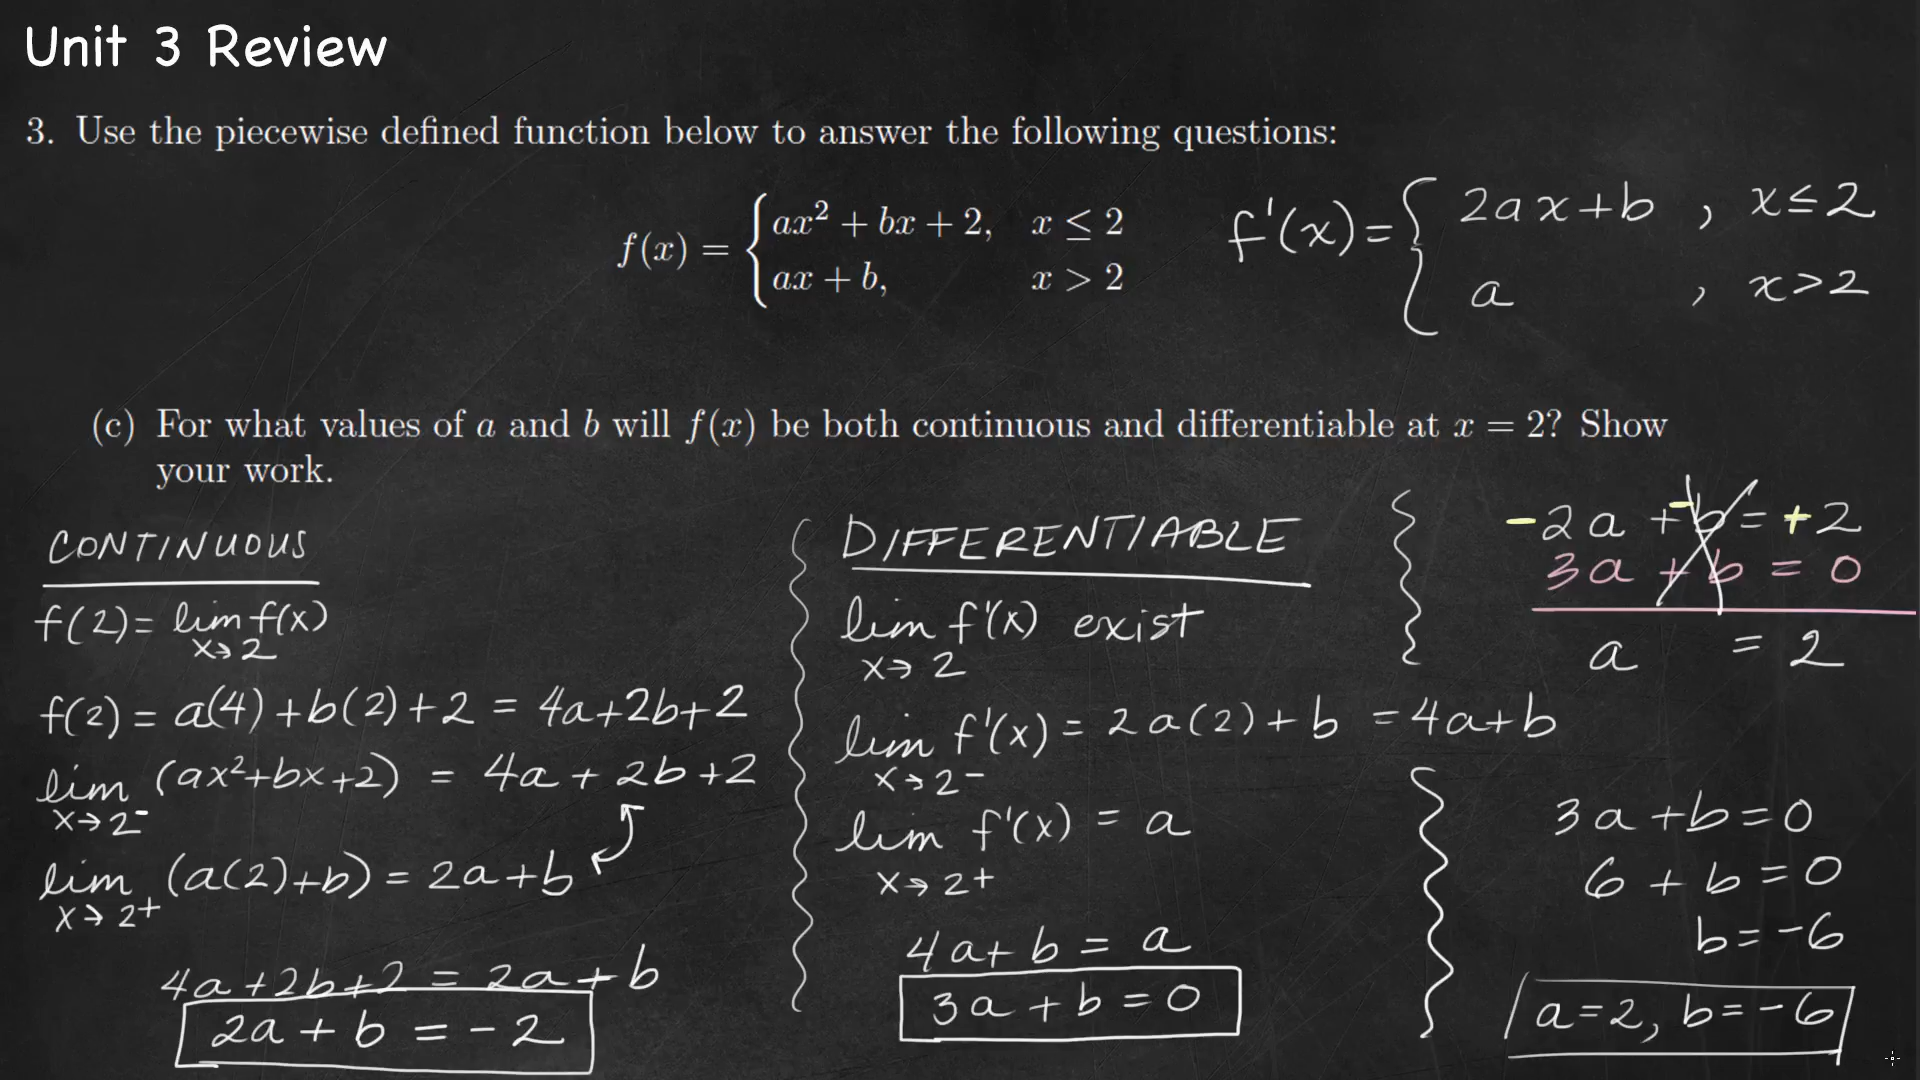 Unit 3 Review
3. Use the piecewise defined function below to answer the following questions:
f(x) = { ax² + bx + 2, x ≤ 2
ax + b, x > 2
f'(x) = { 2ax + b , x ≤ 2
a , x > 2
(c) For what values of a and b will f(x) be both continuous and differentiable at x = 2? Show
your work.
CONTINUOUS
f(2) = lim f(x)
x→2
f(2) = a(4) + b(2) + 2 = 4a + 2b + 2
lim (ax² + bx + 2) = 4a + 2b + 2
x→2⁻
lim (a(2) + b) = 2a + b
x→2⁺
4a + 2b + 2 = 2a + b
2a + b = -2
DIFFERENTIABLE
lim f'(x) exist
x→2
lim f'(x) = 2a(2) + b = 4a + b
x→2⁻
lim f'(x) = a
x→2⁺
4a + b = a
3a + b = 0
-2a + -b = +2
3a + b = 0
a = 2
3a + b = 0
6 + b = 0
b = -6
a = 2, b = -6